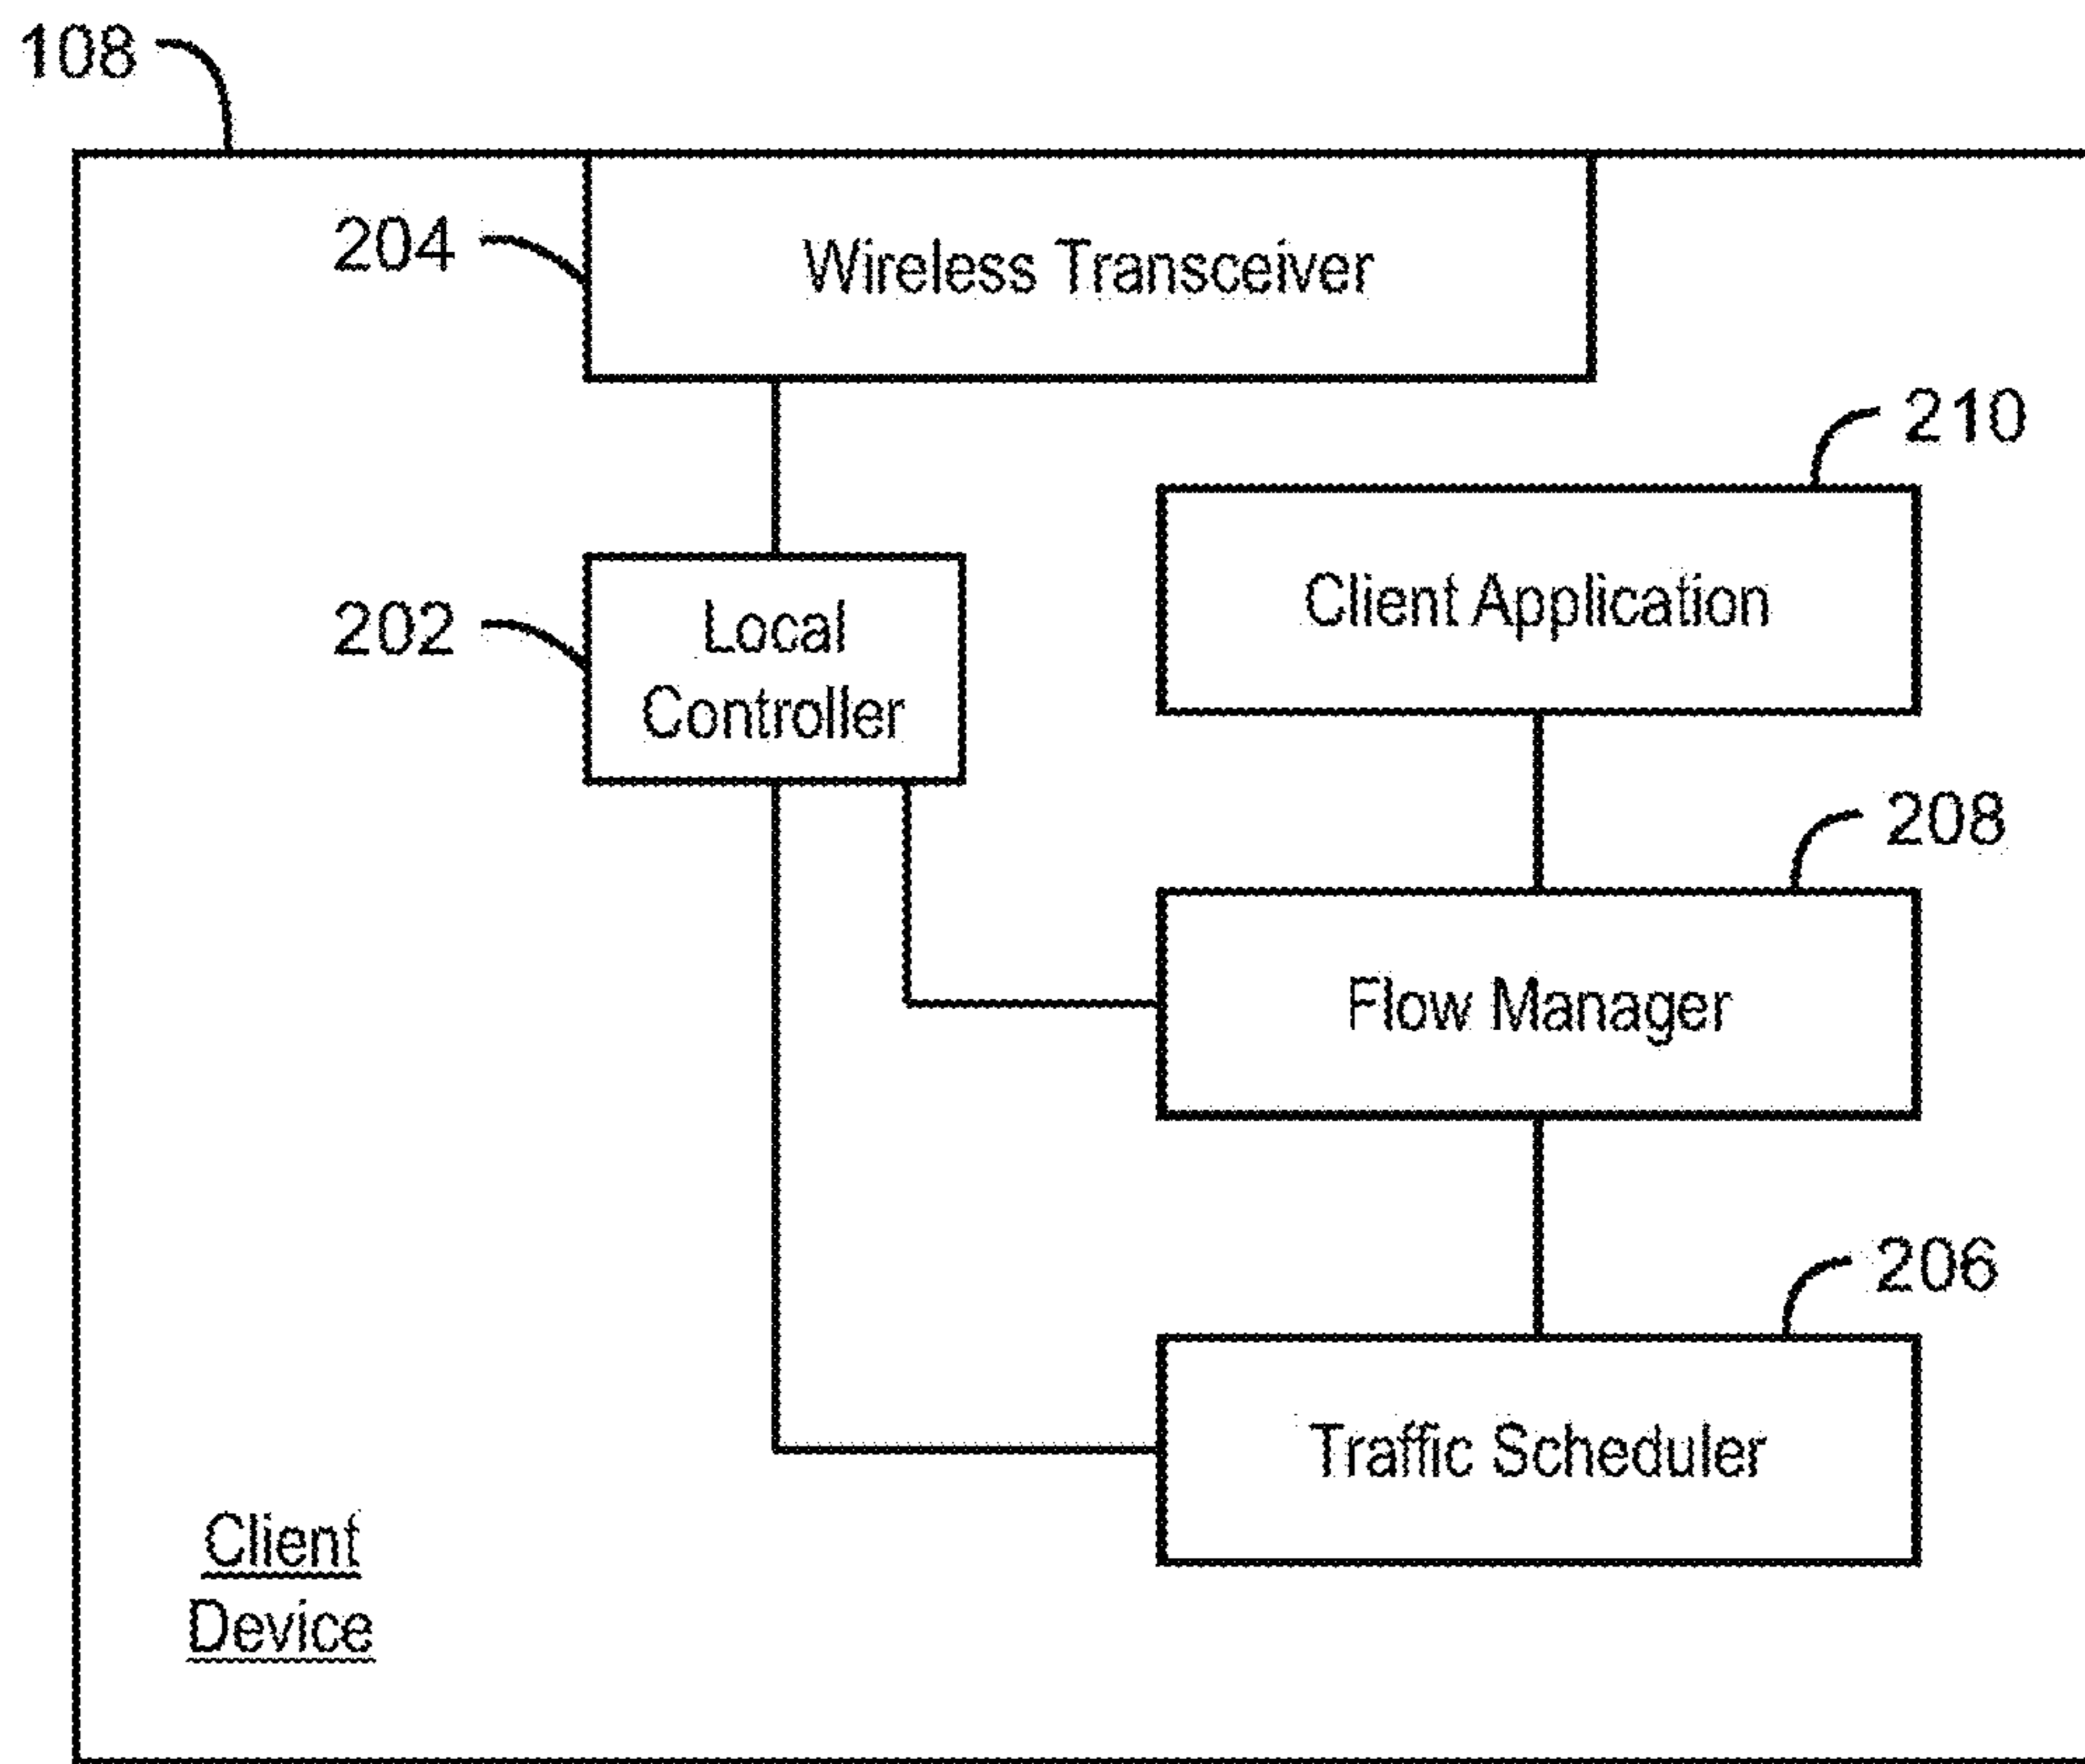 108
204
Wireless Transceiver
210
Client Application
202
Local
Controller
208
Flow Manager
206
Traffic Scheduler
Client
Device